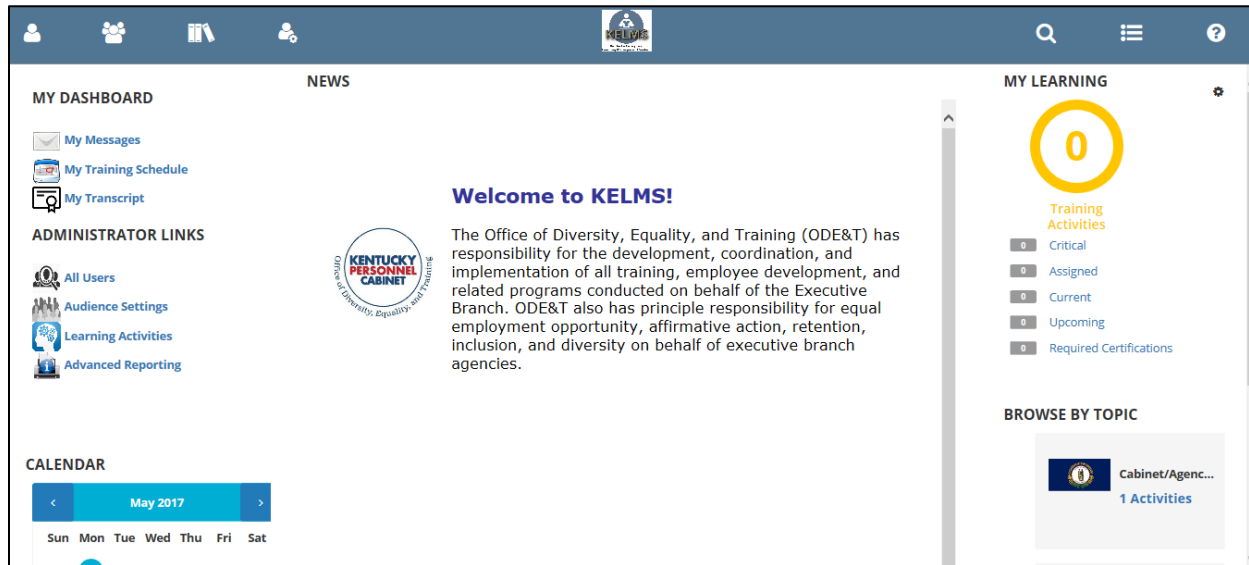 KELMS
MY DASHBOARD
My Messages
My Training Schedule
My Transcript
ADMINISTRATOR LINKS
All Users
Audience Settings
Learning Activities
Advanced Reporting
CALENDAR
May 2017
Sun Mon Tue Wed Thu Fri Sat
NEWS
KENTUCKY
PERSONNEL
CABINET
Office of Diversity, Equality, and Training
Welcome to KELMS!
The Office of Diversity, Equality, and Training (ODE&T) has
responsibility for the development, coordination, and
implementation of all training, employee development, and
related programs conducted on behalf of the Executive
Branch. ODE&T also has principle responsibility for equal
employment opportunity, affirmative action, retention,
inclusion, and diversity on behalf of executive branch
agencies.
MY LEARNING
0
Training
Activities
0 Critical
0 Assigned
0 Current
0 Upcoming
0 Required Certifications
BROWSE BY TOPIC
Cabinet/Agenc...
1 Activities